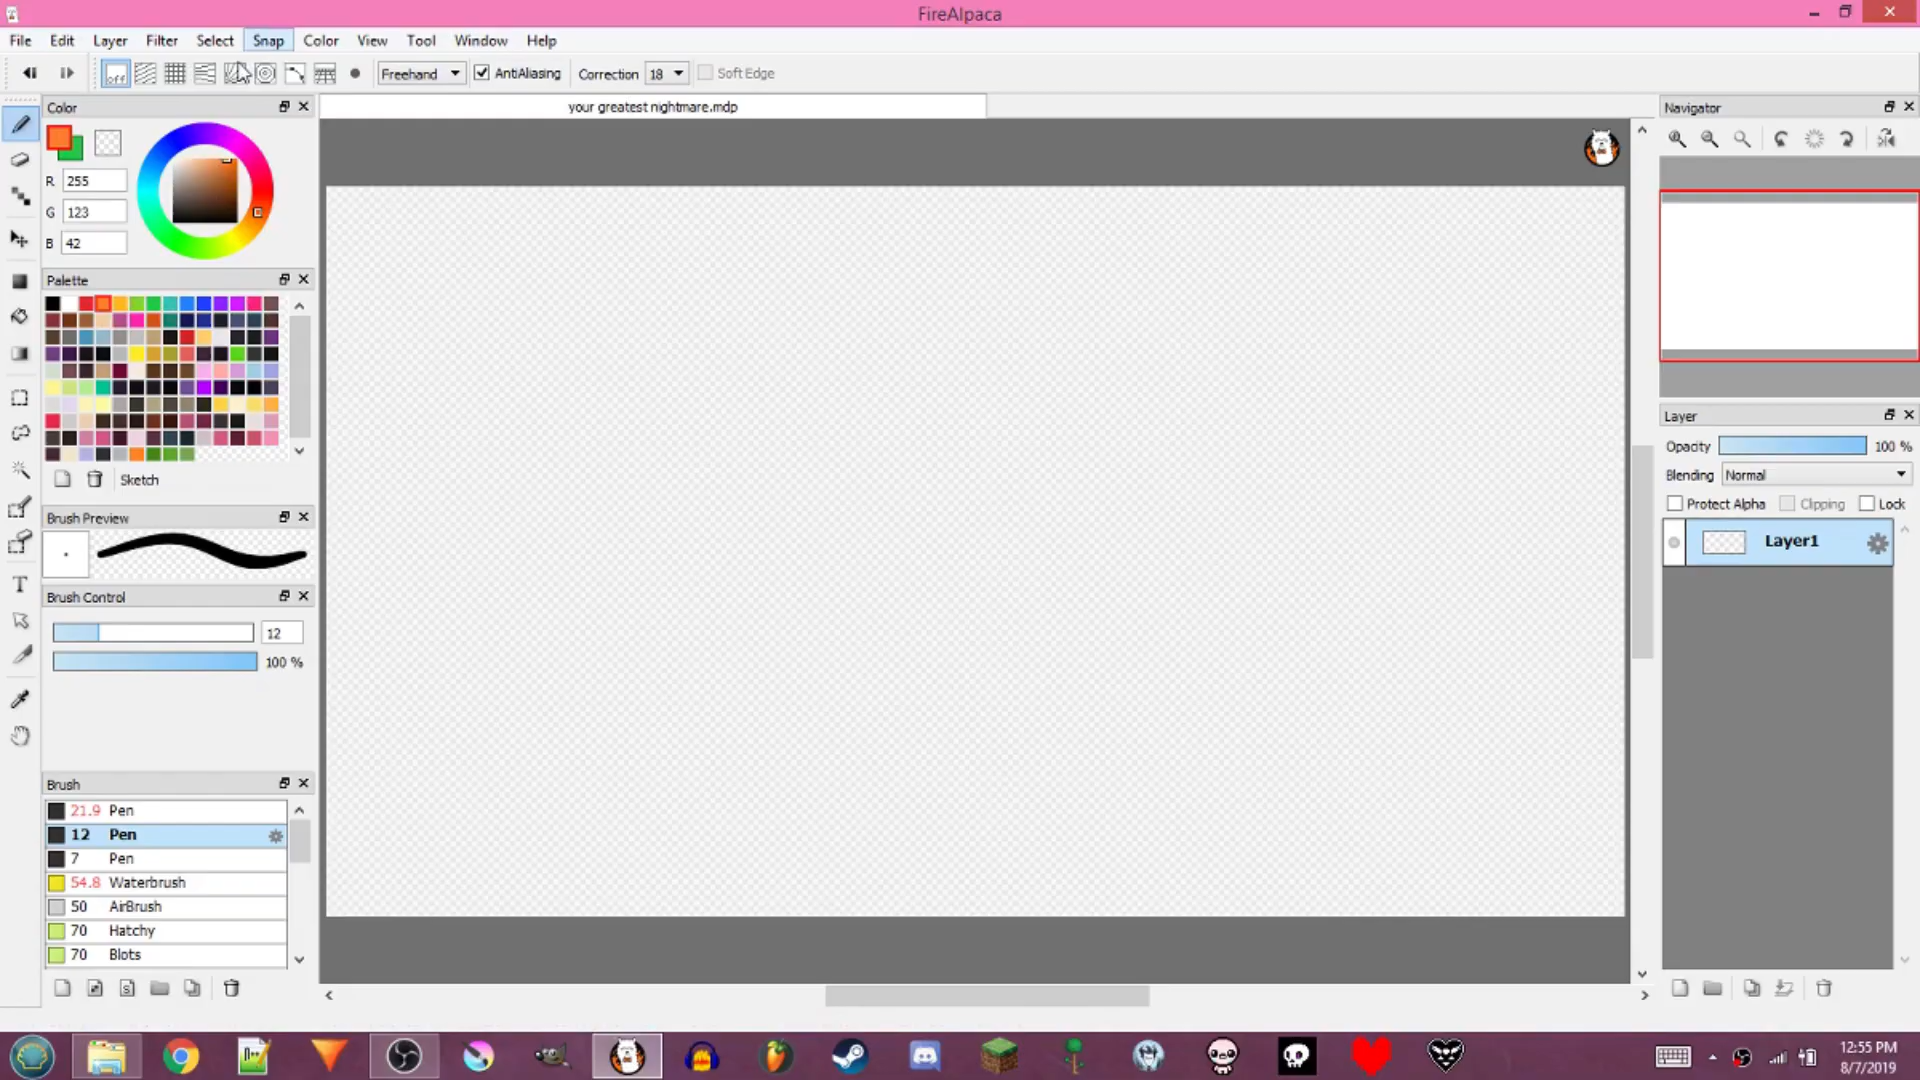 FireAlpaca
File Edit Layer Filter Select Snap Color View Tool Window Help
off Freehand AntiAliasing Correction 18 Soft Edge
Color
R 255
G 123
B 42
Palette
Sketch
Brush Preview
Brush Control
12
100 %
Brush
21.9 Pen
12 Pen
7 Pen
54.8 Waterbrush
50 AirBrush
70 Hatchy
70 Blots
your greatest nightmare.mdp
Navigator
Layer
Opacity 100 %
Blending Normal
Protect Alpha Clipping Lock
Layer1
12:55 PM
8/7/2019